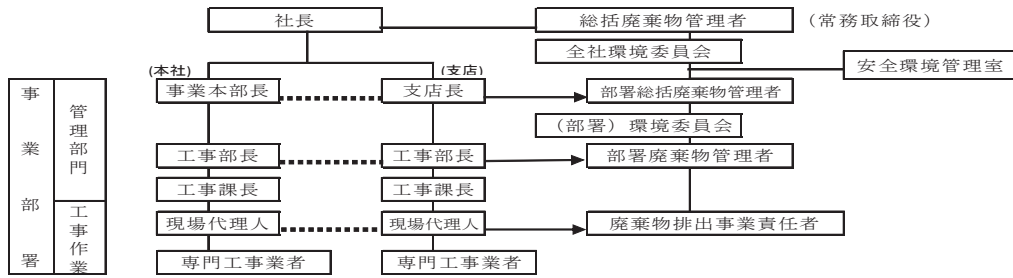 社長
総括廃棄物管理者
(常務取締役)
全社環境委員会
安全環境管理室
(本社)
(支店)
事業部署
管理部門
事業本部長
支店長
部署総括廃棄物管理者
(部署)環境委員会
工事部長
工事部長
部署廃棄物管理者
工事課長
工事課長
工事作業
現場代理人
現場代理人
廃棄物排出事業責任者
専門工事業者
専門工事業者